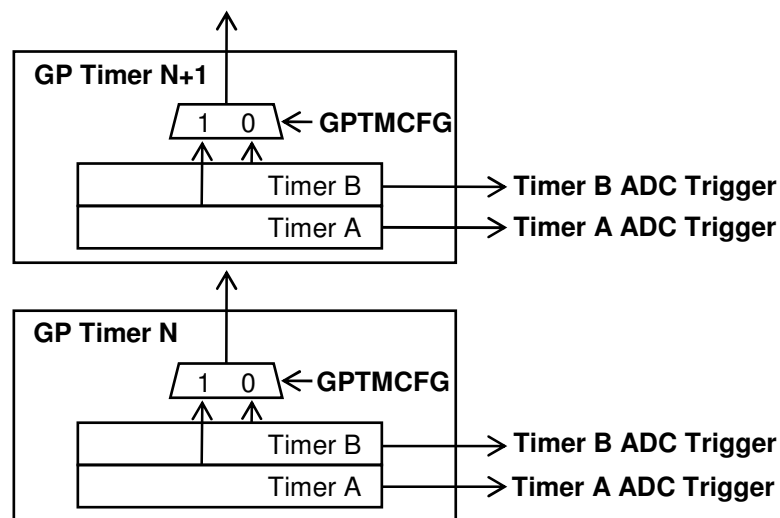 GP Timer N+1
1 0
GPTMCFG
Timer B
Timer B ADC Trigger
Timer A
Timer A ADC Trigger
GP Timer N
1 0
GPTMCFG
Timer B
Timer B ADC Trigger
Timer A
Timer A ADC Trigger